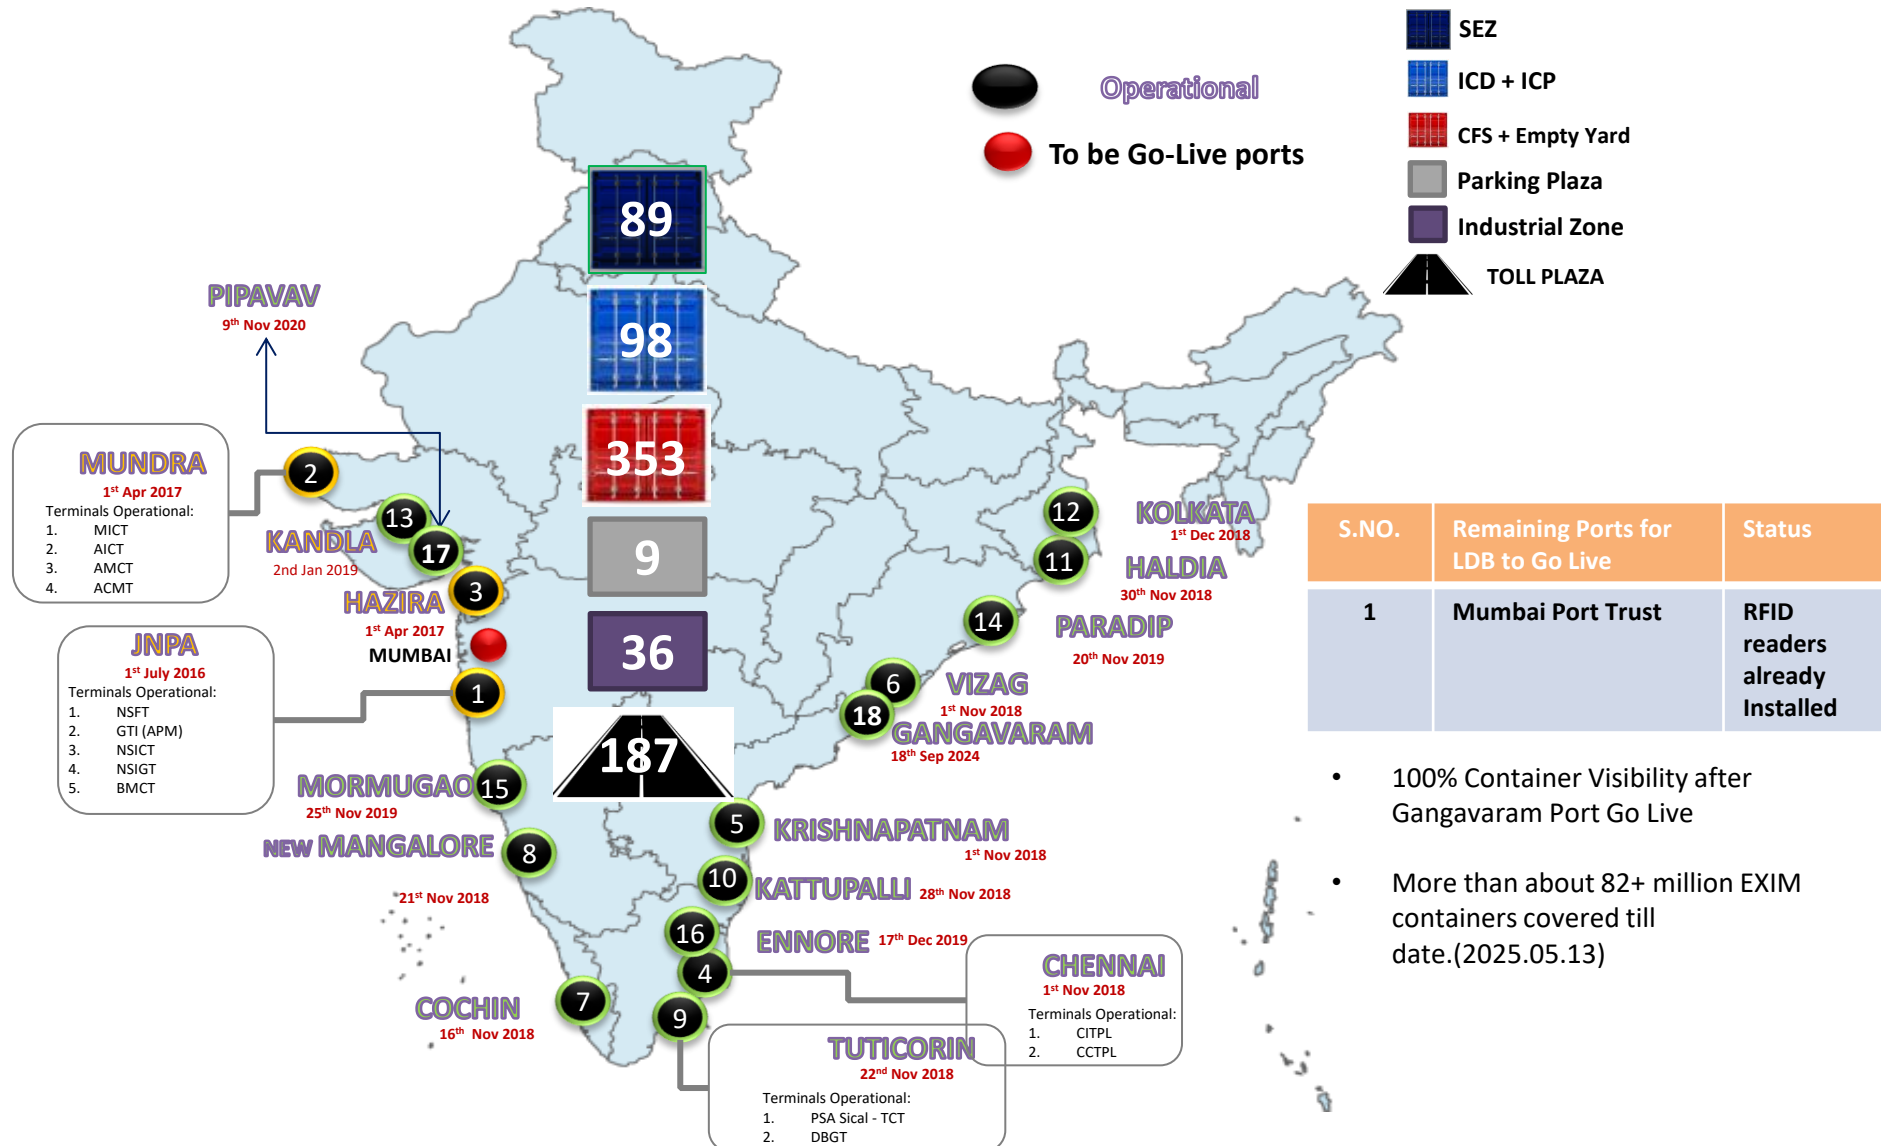 Operational
To be Go-Live ports
SEZ
ICD + ICP
CFS + Empty Yard
Parking Plaza
Industrial Zone
TOLL PLAZA
89
98
353
9
36
187
PIPAVAV
9th Nov 2020
MUNDRA
1st Apr 2017
Terminals Operational:
1. MICT
2. AICT
3. AMCT
4. ACMT
2
13
KANDLA
17
2nd Jan 2019
3
HAZIRA
1st Apr 2017
MUMBAI
JNPA
1st July 2016
Terminals Operational:
1. NSFT
2. GTI (APM)
3. NSICT
4. NSIGT
5. BMCT
1
MORMUGAO
15
25th Nov 2019
NEW MANGALORE
8
21st Nov 2018
COCHIN
7
16th Nov 2018
12
KOLKATA
1st Dec 2018
11
HALDIA
30th Nov 2018
14
PARADIP
20th Nov 2019
6
VIZAG
1st Nov 2018
18
GANGAVARAM
18th Sep 2024
5
KRISHNAPATNAM
1st Nov 2018
10
KATTUPALLI 28th Nov 2018
16
ENNORE 17th Dec 2019
4
CHENNAI
1st Nov 2018
Terminals Operational:
1. CITPL
2. CCTPL
9
TUTICORIN
22nd Nov 2018
Terminals Operational:
1. PSA Sical - TCT
2. DBGT
S.NO. Remaining Ports for LDB to Go Live Status
1 Mumbai Port Trust RFID readers already Installed
• 100% Container Visibility after
Gangavaram Port Go Live
• More than about 82+ million EXIM
containers covered till
date.(2025.05.13)